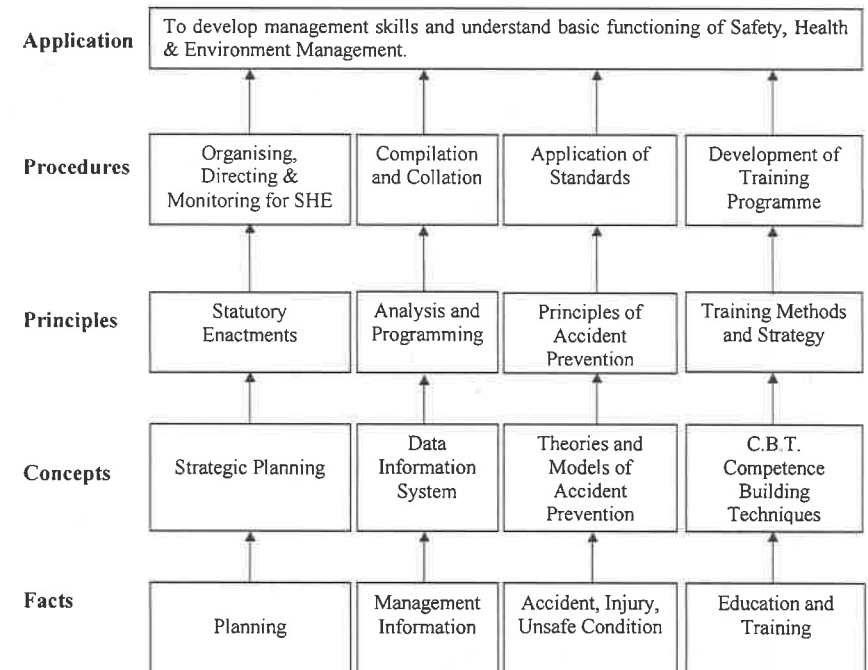 Application
To develop management skills and understand basic functioning of Safety, Health
& Environment Management.
Procedures
Organising,
Directing &
Monitoring for SHE
Compilation
and Collation
Application of
Standards
Development of
Training
Programme
Principles
Statutory
Enactments
Analysis and
Programming
Principles of
Accident
Prevention
Training Methods
and Strategy
Concepts
Strategic Planning
Data
Information
System
Theories and
Models of
Accident
Prevention
C.B.T.
Competence
Building
Techniques
Facts
Planning
Management
Information
Accident, Injury,
Unsafe Condition
Education and
Training